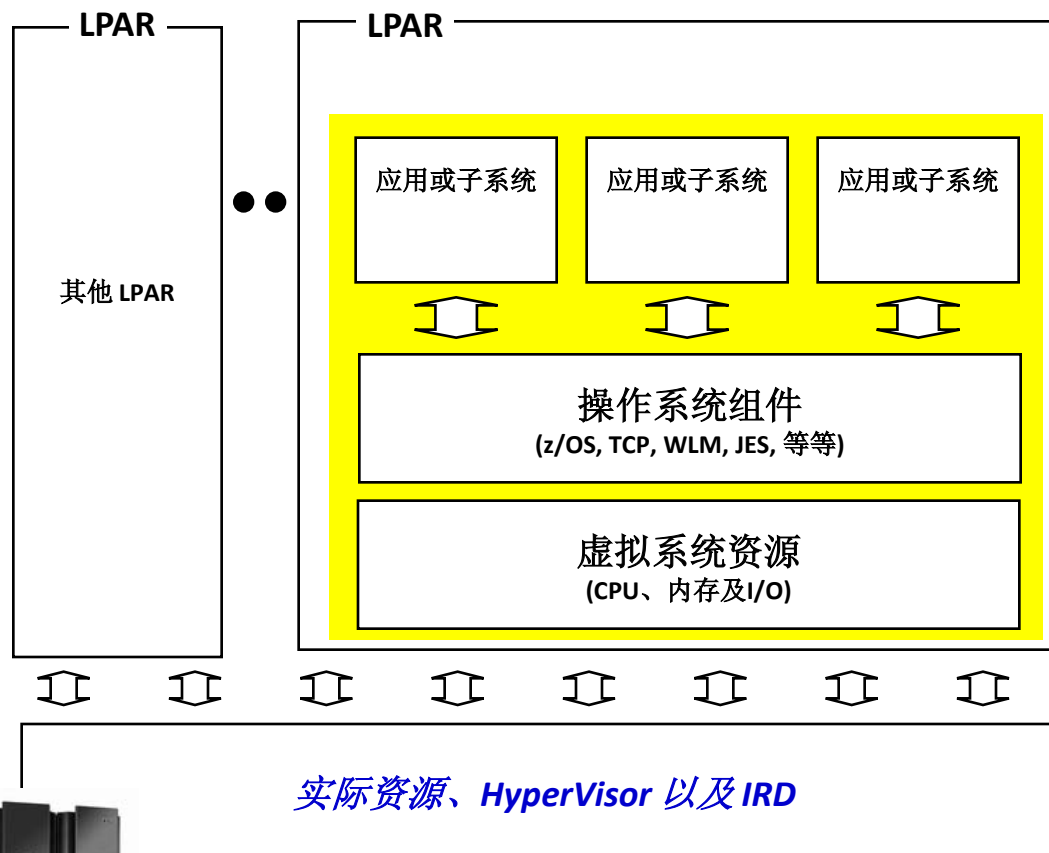 LPAR
LPAR
应用或子系统
应用或子系统
应用或子系统
其他 LPAR
操作系统组件
(z/OS, TCP, WLM, JES, 等等)
虚拟系统资源
(CPU、内存及I/O)
实际资源、HyperVisor 以及 IRD